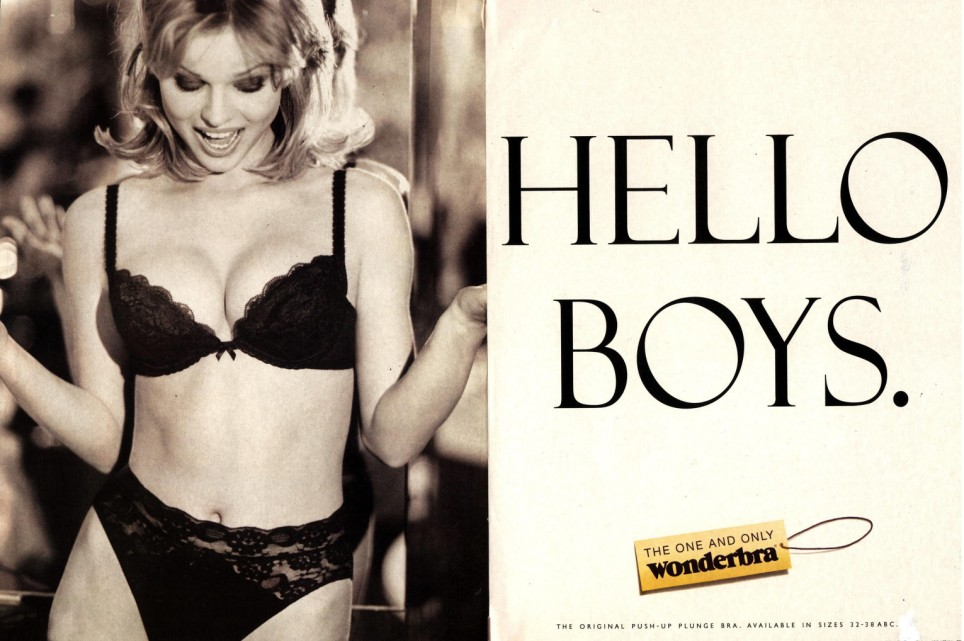 HELLO
BOYS.
THE ONE AND ONLY
Wonderbra
THE ORIGINAL PUSH-UP PLUNGE BRA. AVAILABLE IN SIZES 32-38ABC.